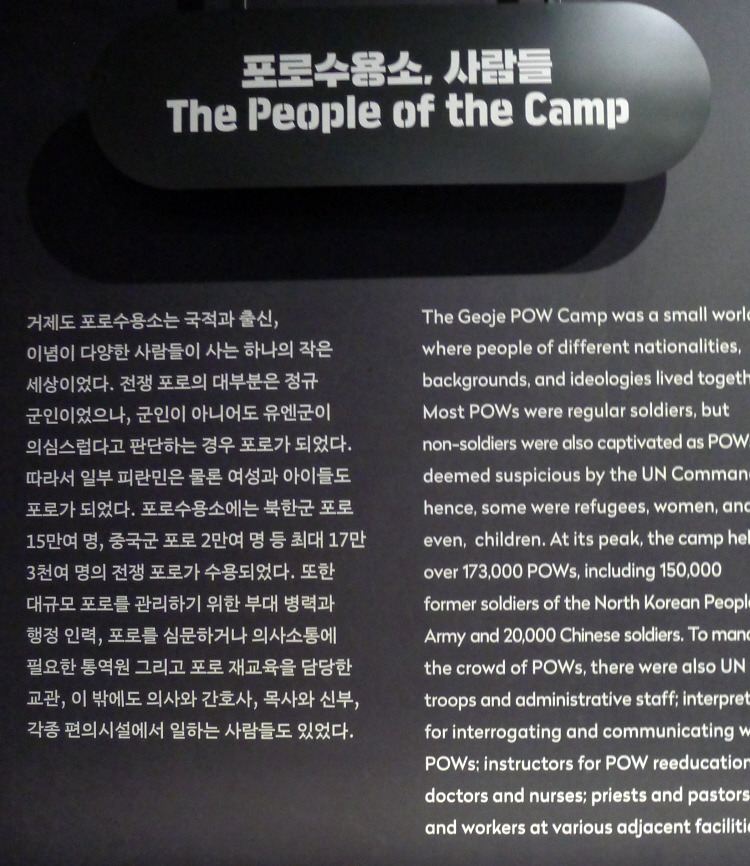 포로수용소, 사람들
The People of the Camp
거제도 포로수용소는 국적과 출신,
이념이 다양한 사람들이 사는 하나의 작은
세상이었다. 전쟁 포로의 대부분은 정규
군인이었으나, 군인이 아니어도 유엔군이
의심스럽다고 판단하는 경우 포로가 되었다.
따라서 일부 피란민은 물론 여성과 아이들도
포로가 되었다. 포로수용소에는 북한군 포로
15만여 명, 중국군 포로 2만여 명 등 최대 17만
3천여 명의 전쟁 포로가 수용되었다. 또한
대규모 포로를 관리하기 위한 부대 병력과
행정 인력, 포로를 심문하거나 의사소통에
필요한 통역원 그리고 포로 재교육을 담당한
교관, 이 밖에도 의사와 간호사, 목사와 신부,
각종 편의시설에서 일하는 사람들도 있었다.
The Geoje POW Camp was a small
where people of different nationalities,
backgrounds, and ideologies lived
Most POWs were regular soldiers, but
non-soldiers were also captivated as
deemed suspicious by the UN
hence, some were refugees, women,
even, children. At its peak, the camp
over 173,000 POWs, including 150,000
former soldiers of the North Korean
Army and 20,000 Chinese soldiers. To
the crowd of POWs, there were also UN
troops and administrative staff;
for interrogating and communicating
POWs; instructors for POW
doctors and nurses; priests and pastors
and workers at various adjacent